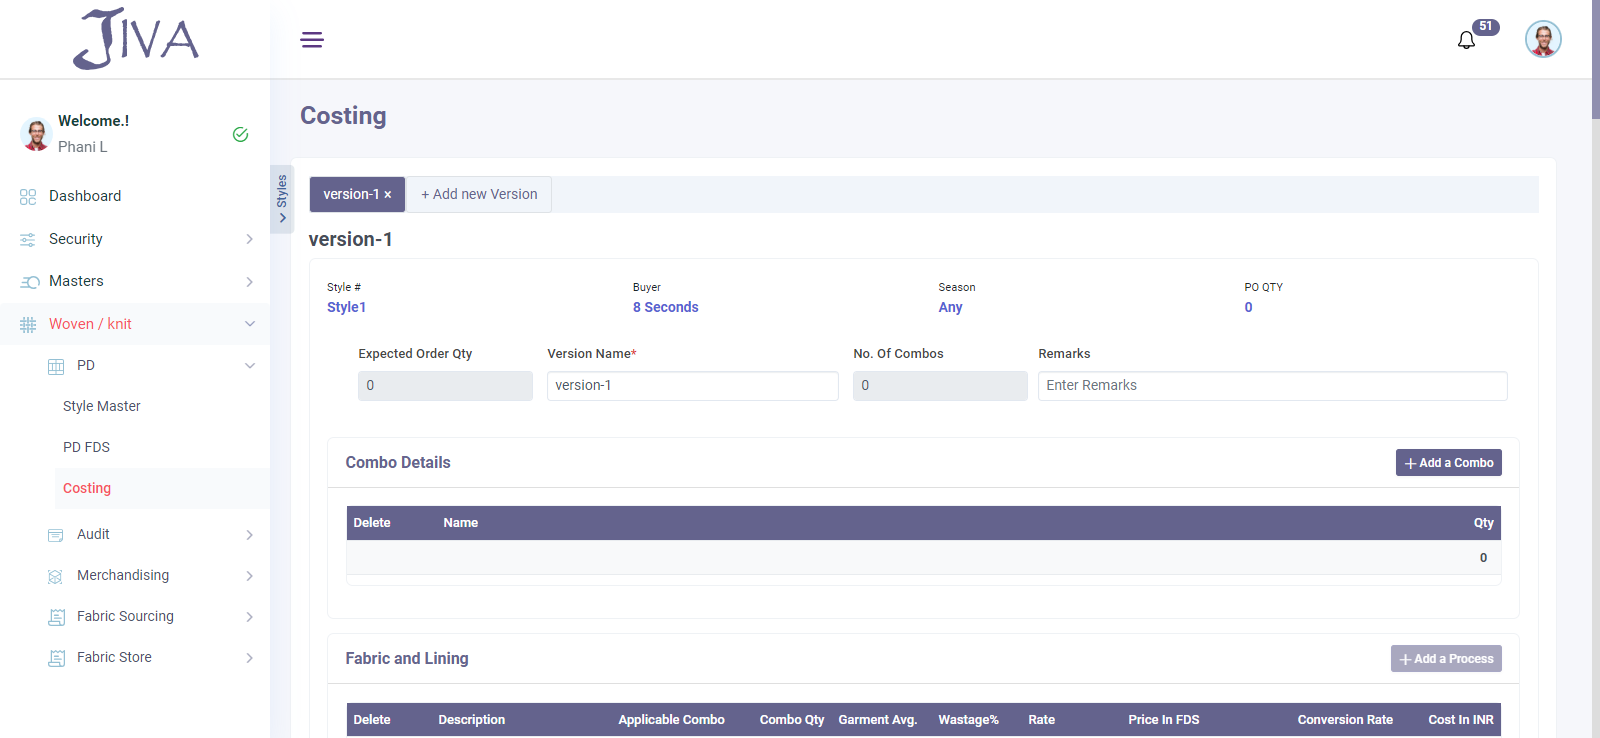 JIVA
51
Welcome.!
Phani L
Dashboard
Security
Masters
Woven / knit
PD
Style Master
PD FDS
Costing
Audit
Merchandising
Fabric Sourcing
Fabric Store
Styles
Costing
version-1 × + Add new Version
version-1
Style # Buyer Season PO QTY
Style1 8 Seconds Any 0
Expected Order Qty Version Name* No. Of Combos Remarks
0 version-1 0 Enter Remarks
Combo Details + Add a Combo
Delete Name Qty
0
Fabric and Lining + Add a Process
Delete Description Applicable Combo Combo Qty Garment Avg. Wastage% Rate Price In FDS Conversion Rate Cost In INR